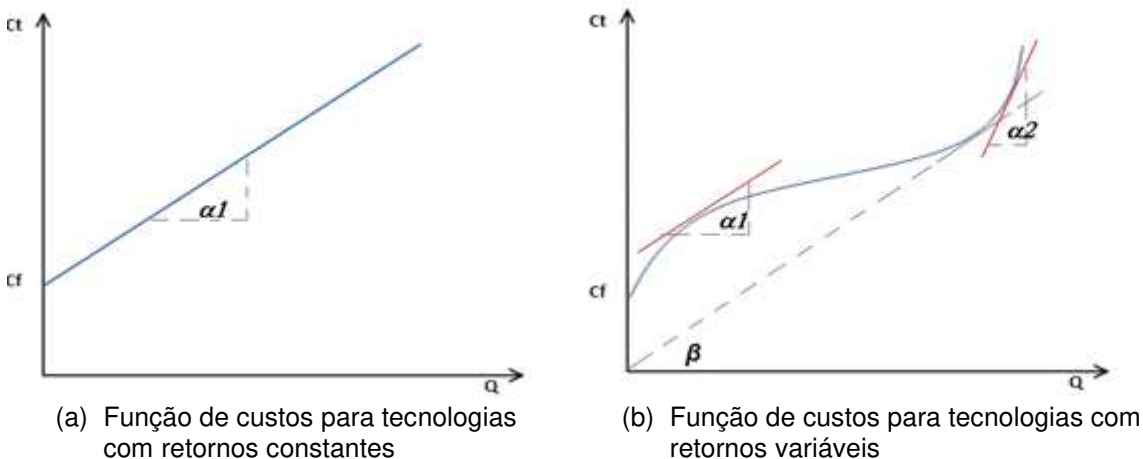 Ct
α1
Cf
Q
(a) Função de custos para tecnologias
com retornos constantes
Ct
α2
α1
Cf
β
Q
(b) Função de custos para tecnologias com
retornos variáveis